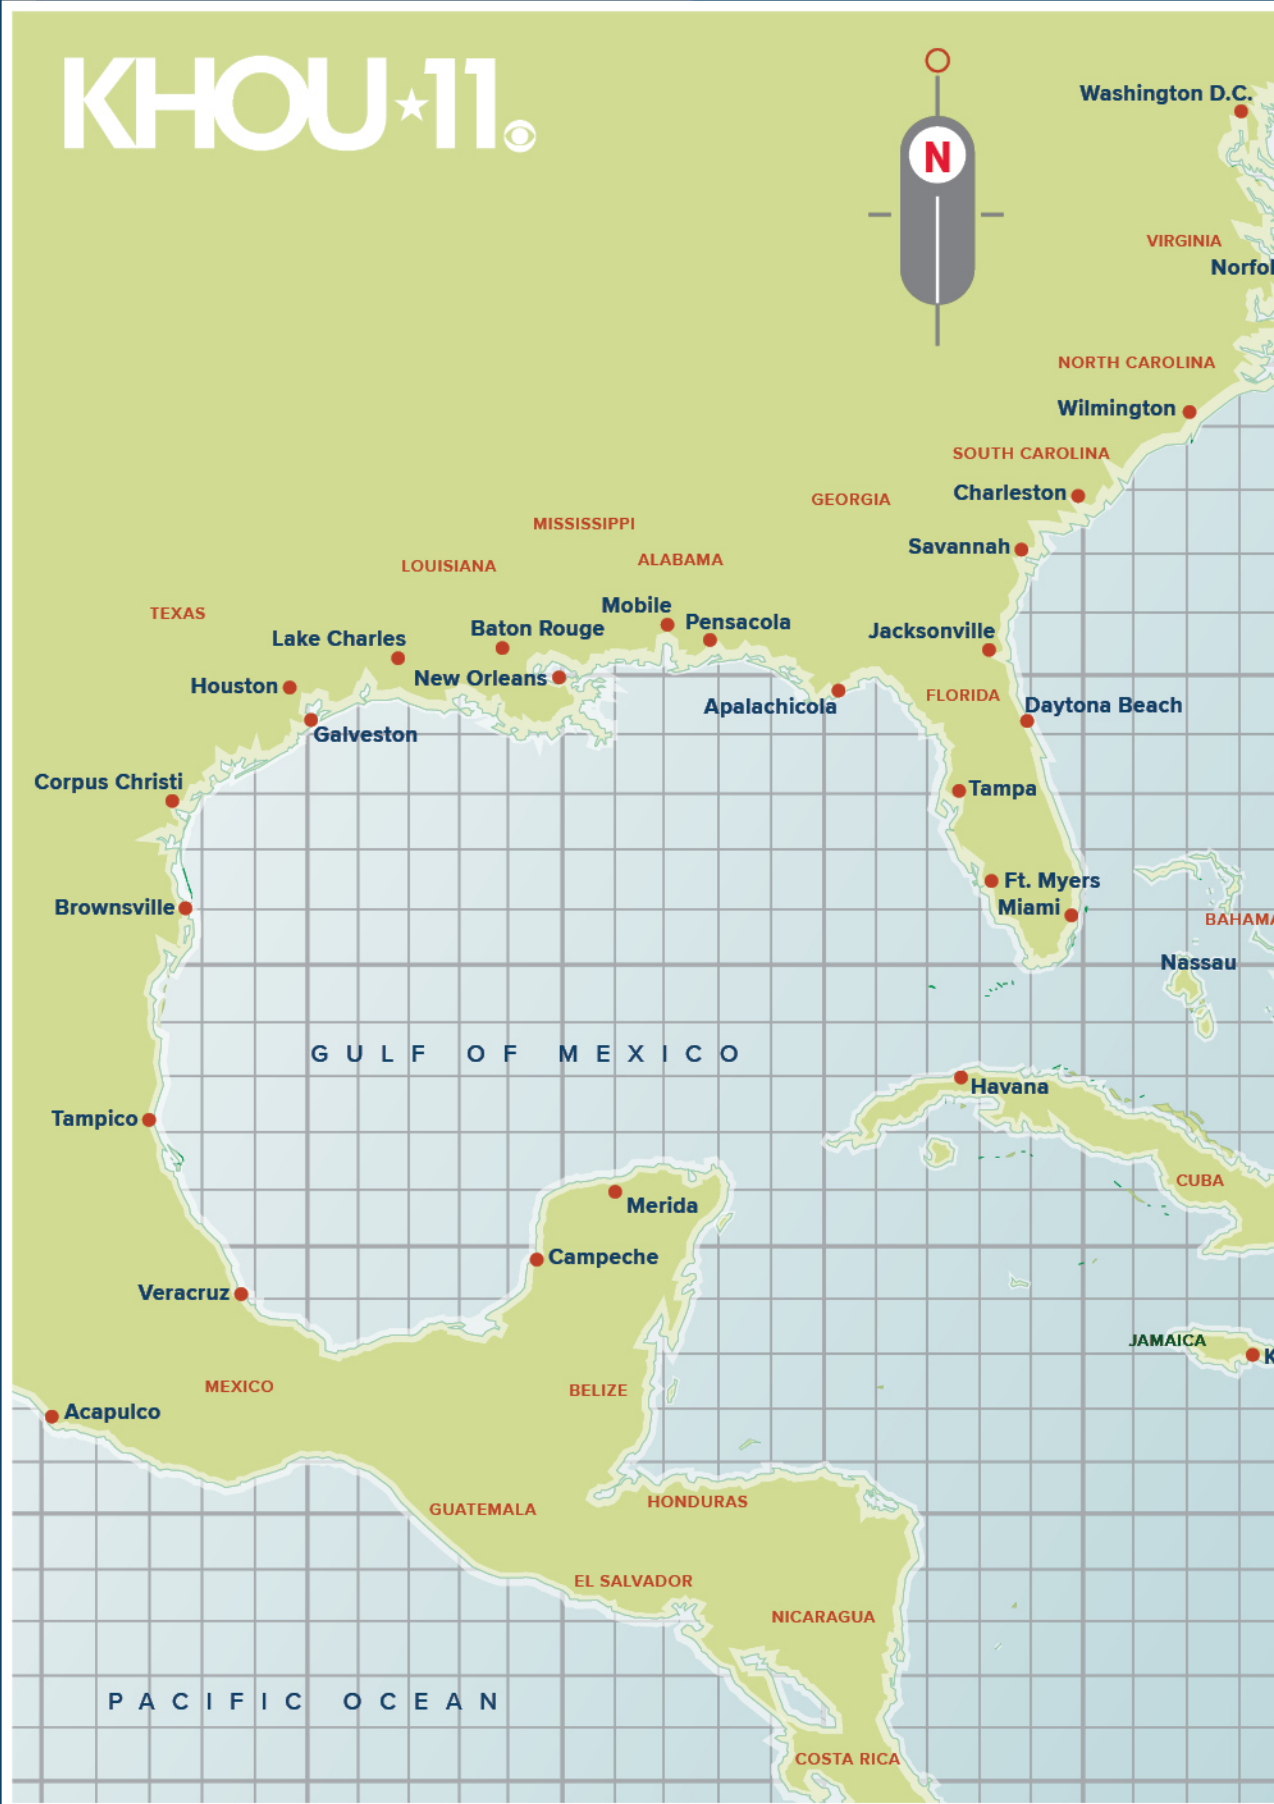 KHOU★11
N
Washington D.C.
VIRGINIA
Norfol
NORTH CAROLINA
Wilmington
SOUTH CAROLINA
Charleston
GEORGIA
MISSISSIPPI
Savannah
ALABAMA
LOUISIANA
TEXAS
Mobile
Pensacola
Baton Rouge
Jacksonville
Lake Charles
New Orleans
Houston
FLORIDA
Apalachicola
Daytona Beach
Galveston
Corpus Christi
Tampa
Ft. Myers
Brownsville
Miami
BAHAMA
Nassau
GULF OF MEXICO
Havana
Tampico
CUBA
Merida
Campeche
Veracruz
JAMAICA
K
MEXICO
BELIZE
Acapulco
HONDURAS
GUATEMALA
EL SALVADOR
NICARAGUA
PACIFIC OCEAN
COSTA RICA